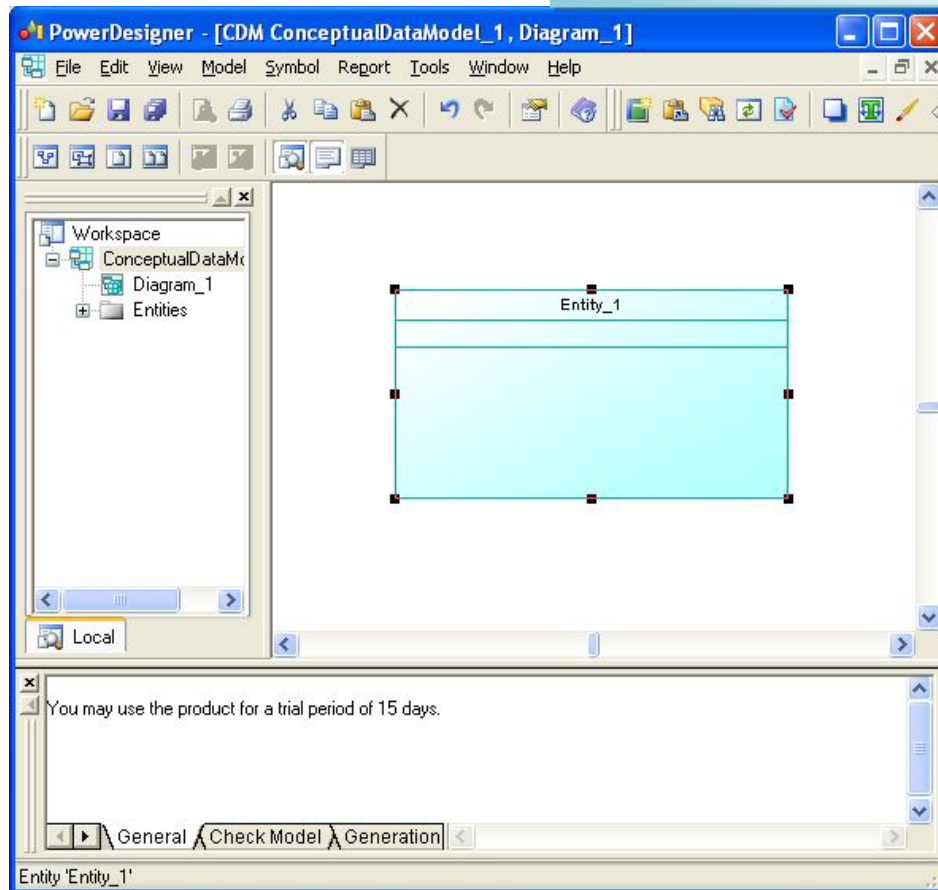 PowerDesigner - [CDM ConceptualDataModel_1, Diagram_1]
File Edit View Model Symbol Report Tools Window Help
Workspace
ConceptualDataMo
Diagram_1
Entities
Local
Entity_1
You may use the product for a trial period of 15 days.
General Check Model Generation
Entity 'Entity_1'